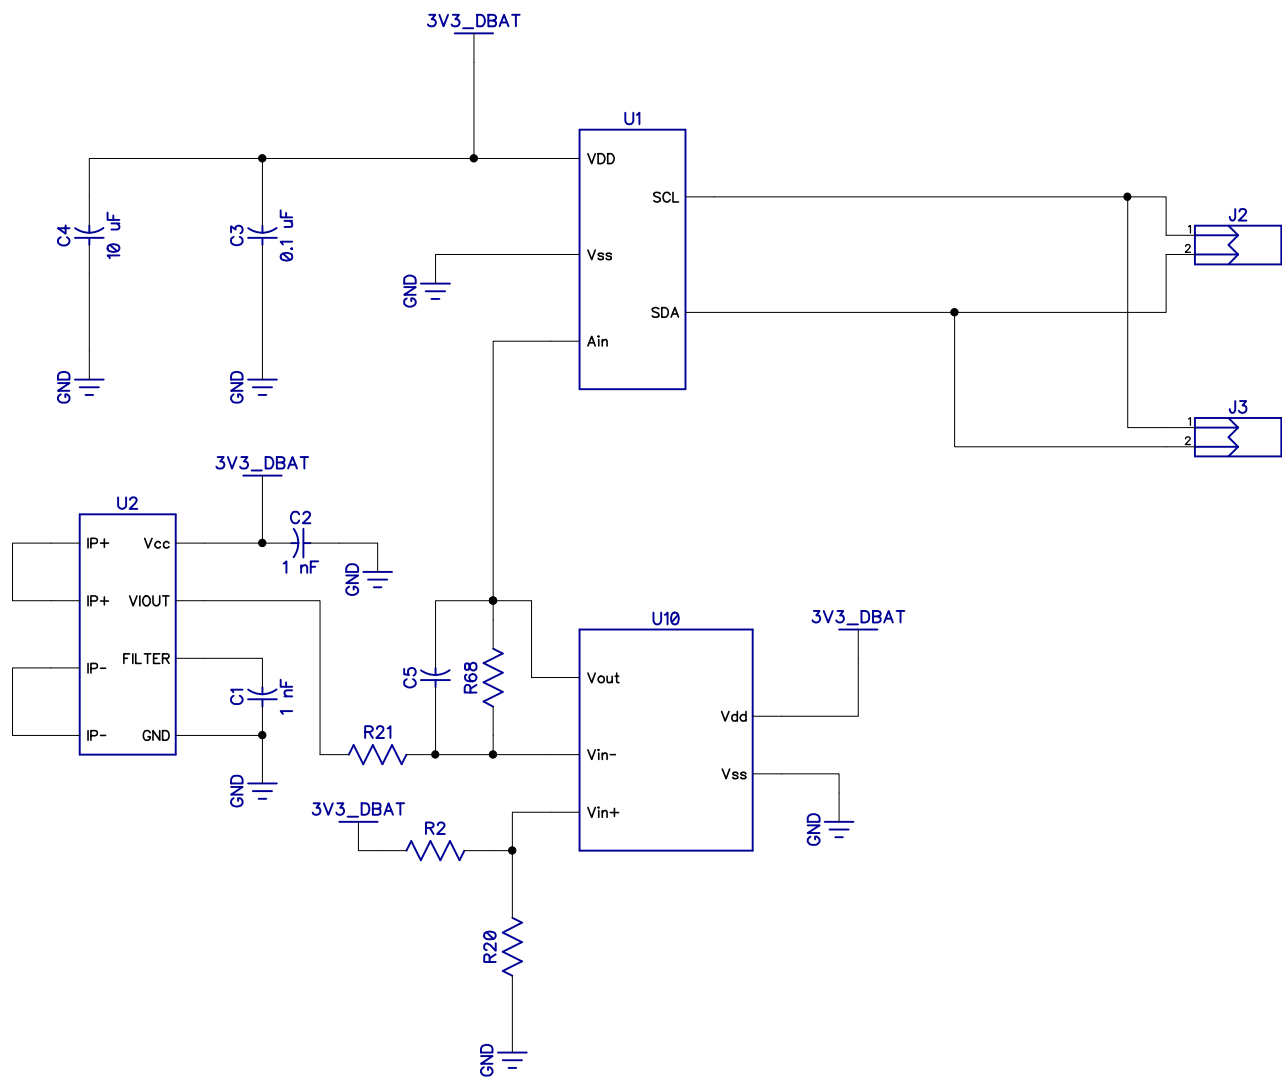 3V3_DBAT
U1
VDD
SCL
C4
10 uF
C3
0.1 uF
J2
1
2
Vss
GND
SDA
Ain
GND
GND
J3
1
2
3V3_DBAT
U2
C2
1 nF
GND
IP+
Vcc
IP+
VIOUT
IP-
FILTER
IP-
GND
C1
1 nF
GND
C5
R68
R21
U10
3V3_DBAT
Vout
Vdd
Vin-
Vss
Vin+
GND
3V3_DBAT
R2
R20
GND